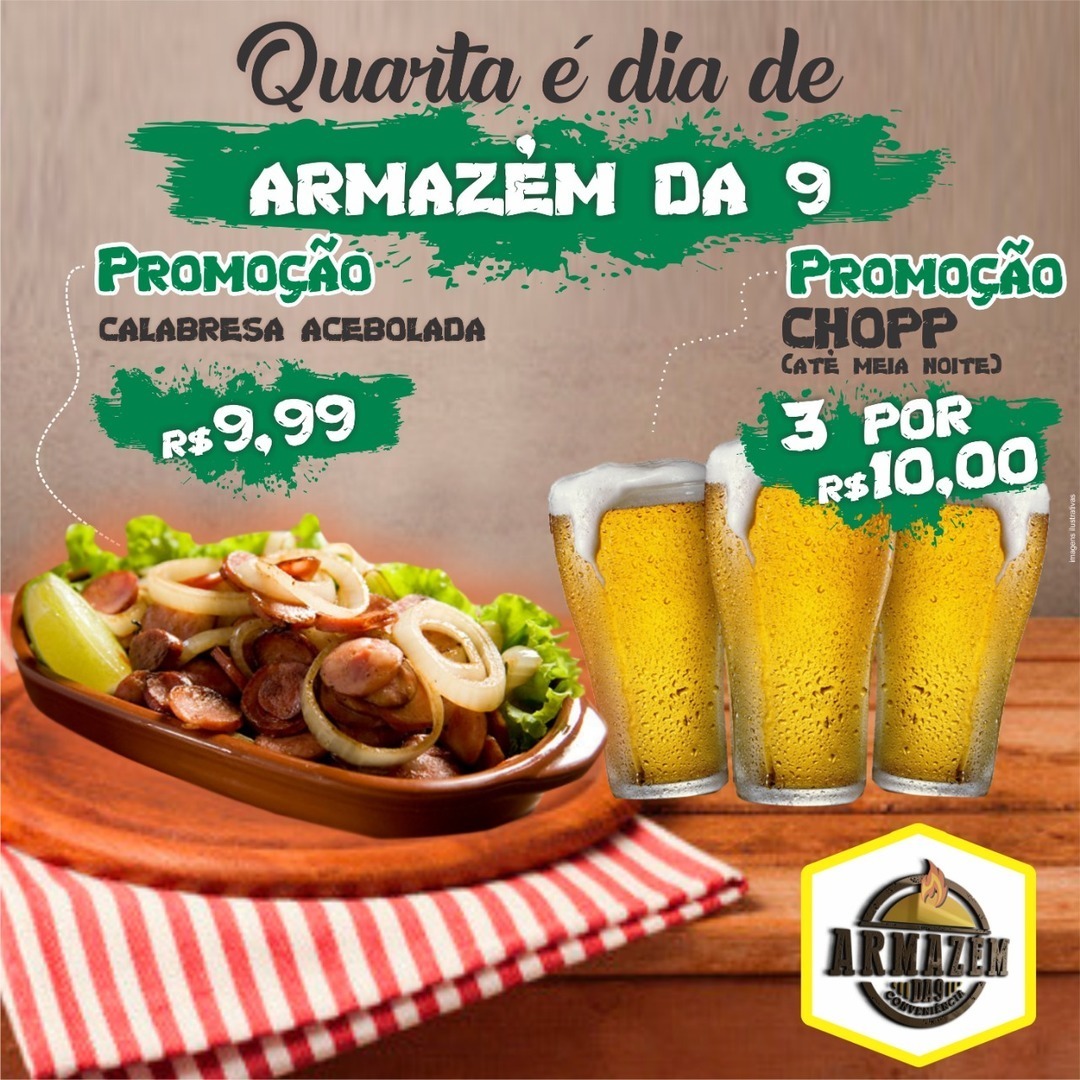 Quarta é dia de
ARMAZÉM DA 9
PROMOÇÃO
CALABRESA ACEBOLADA
R$9,99
PROMOÇÃO
CHOPP
(ATÉ MEIA NOITE)
3 POR
R$10,00
imagens ilustrativas
ARMAZÉM
DA 9
CONVENIÊNCIA